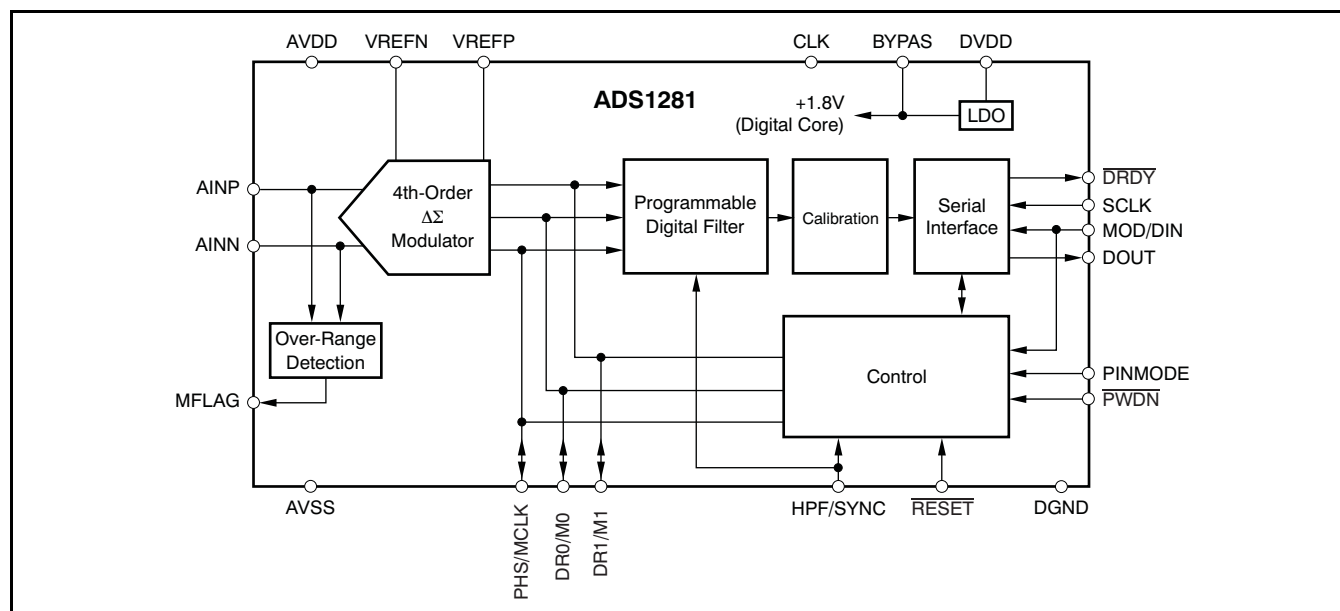 AVDD VREFN VREFP CLK BYPAS DVDD
ADS1281
+1.8V
(Digital Core)
LDO
AINP
AINN
4th-Order
ΔΣ
Modulator
Programmable
Digital Filter
Calibration
Serial
Interface
DRDY
SCLK
MOD/DIN
DOUT
Over-Range
Detection
MFLAG
Control
PINMODE
PWDN
AVSS
PHS/MCLK
DR0/M0
DR1/M1
HPF/SYNC
RESET
DGND